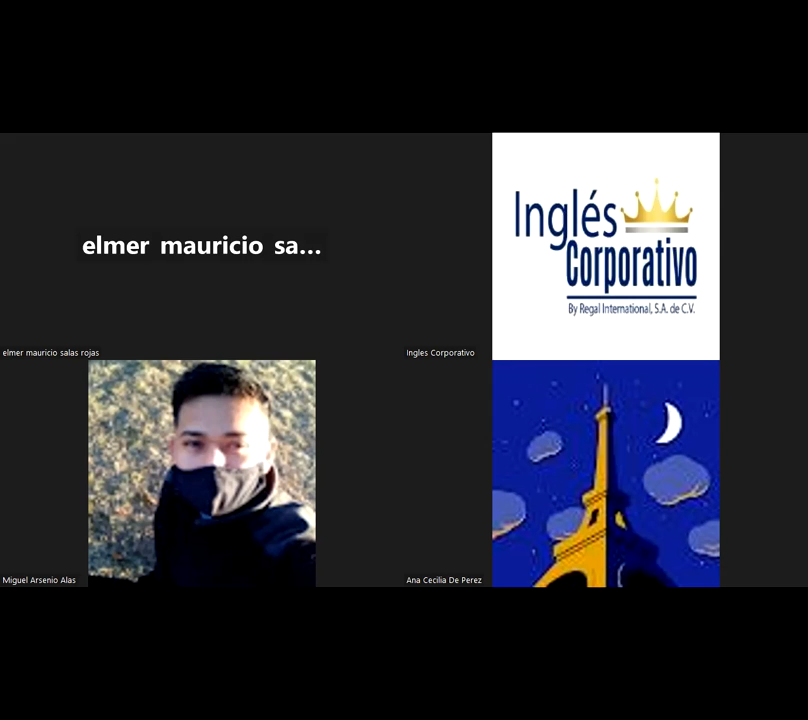 elmer mauricio sa...
elmer mauricio salas rojas
Inglés
Corporativo
By Regal International, S.A. de C.V.
Ingles Corporativo
Miguel Arsenio Alas
Ana Cecilia De Perez